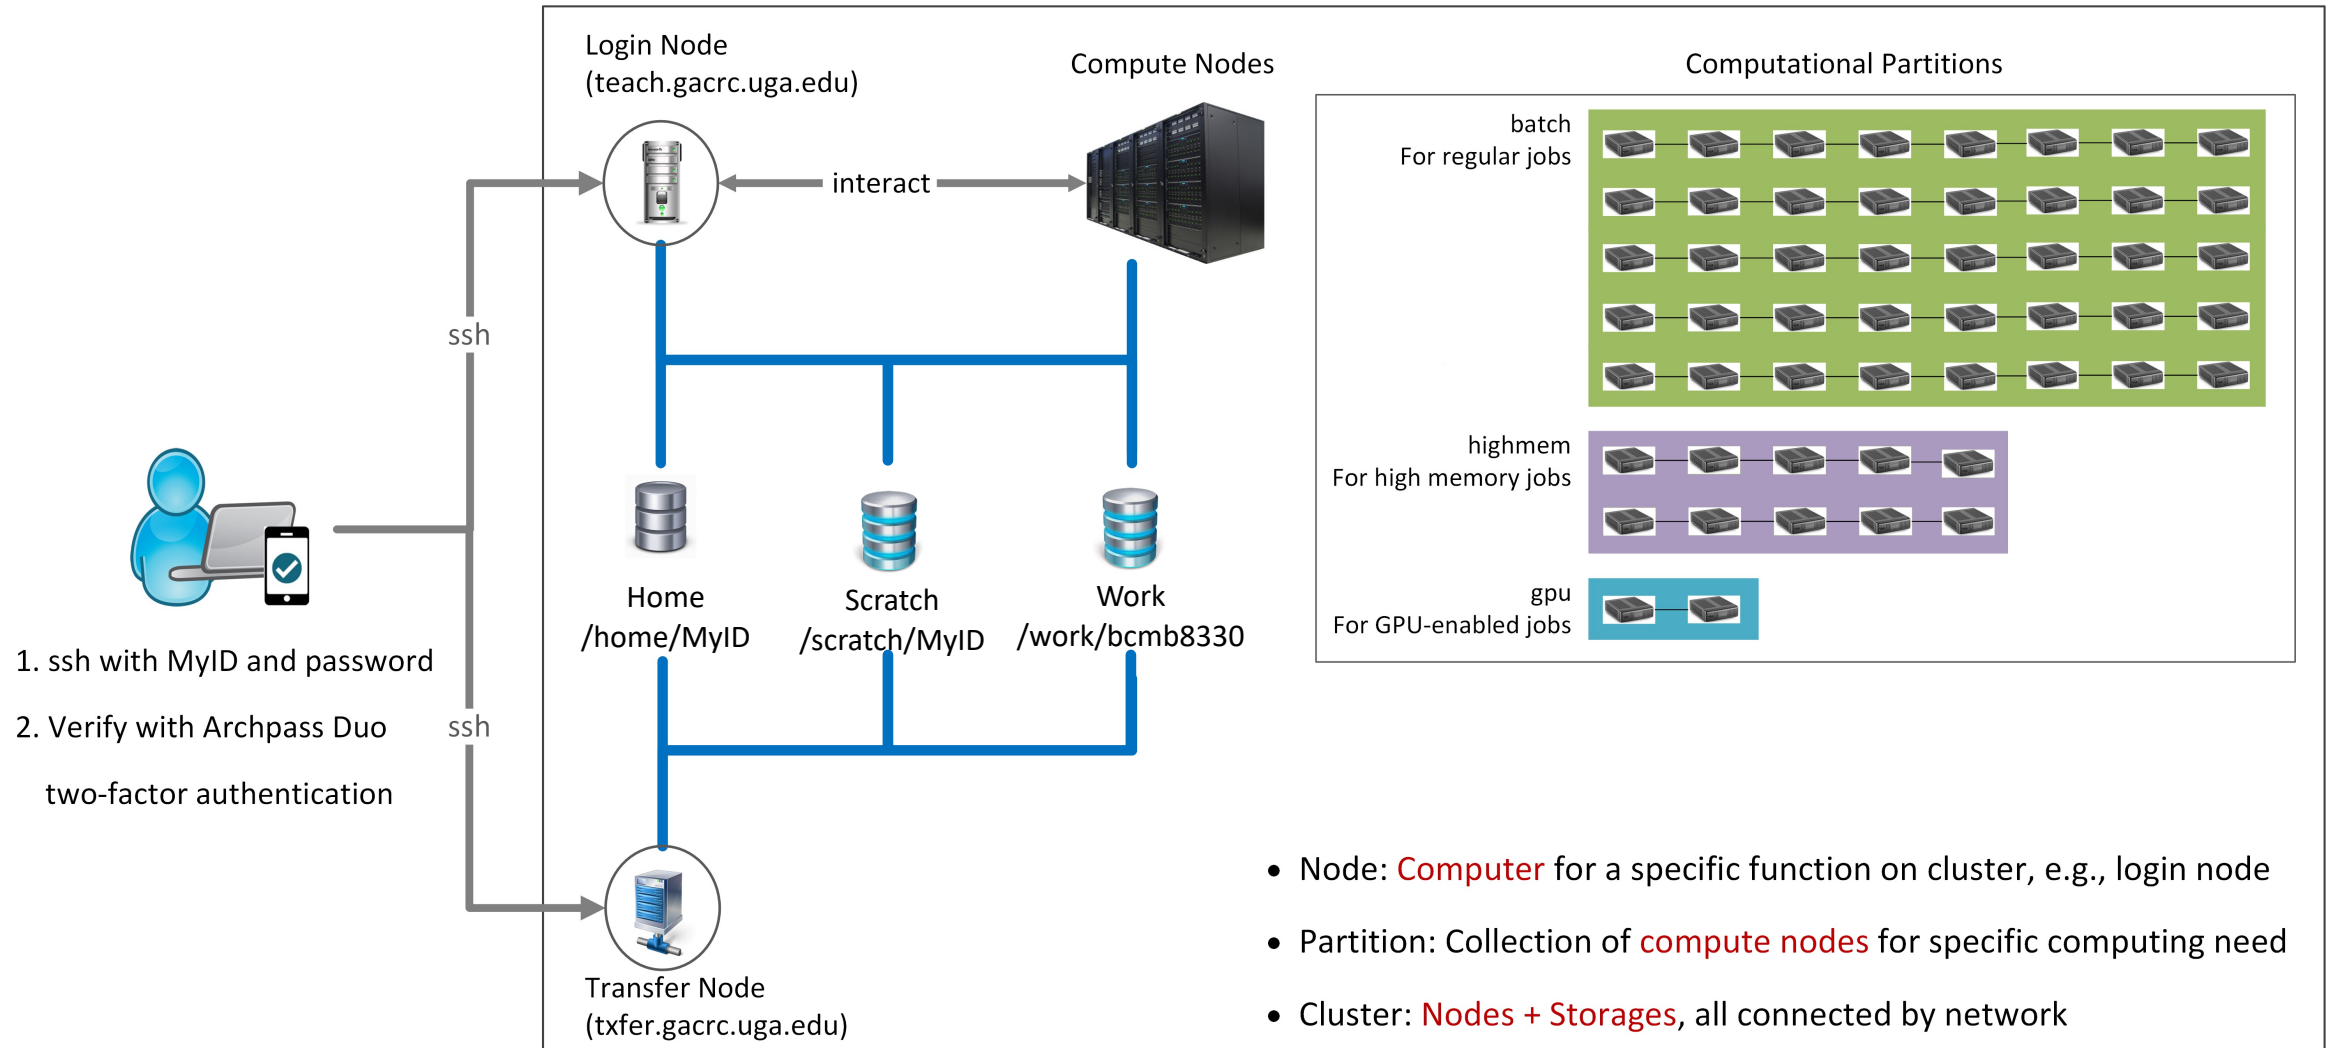 Login Node
(teach.gacrc.uga.edu)
Compute Nodes
Computational Partitions
batch
For regular jobs
interact
ssh
highmem
For high memory jobs
gpu
For GPU-enabled jobs
Home
/home/MyID
Scratch
/scratch/MyID
Work
/work/bcmb8330
1. ssh with MyID and password
2. Verify with Archpass Duo
two-factor authentication
ssh
Transfer Node
(txfer.gacrc.uga.edu)
• Node: Computer for a specific function on cluster, e.g., login node
• Partition: Collection of compute nodes for specific computing need
• Cluster: Nodes + Storages, all connected by network